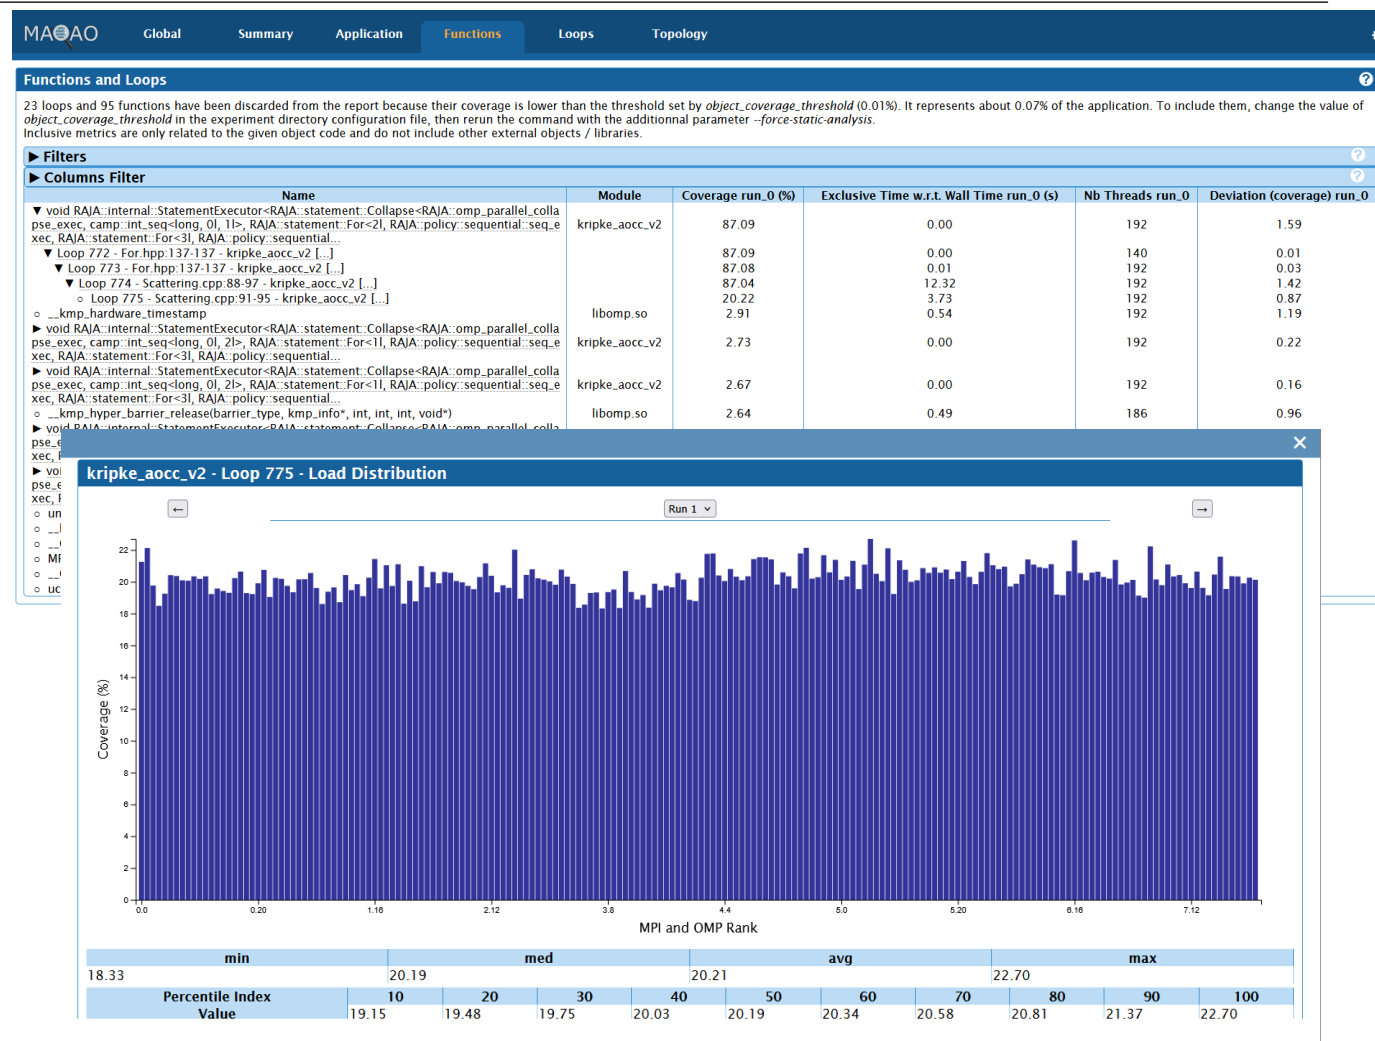 MAQAO Global Summary Application Functions Loops Topology
Functions and Loops
23 loops and 95 functions have been discarded from the report because their coverage is lower than the threshold set by object_coverage_threshold (0.01%). It represents about 0.07% of the application. To include them, change the value of
object_coverage_threshold in the experiment directory configuration file, then rerun the command with the additionnal parameter --force-static-analysis.
Inclusive metrics are only related to the given object code and do not include other external objects / libraries.
▶ Filters
▶ Columns Filter
Name Module Coverage run_0 (%) Exclusive Time w.r.t. Wall Time run_0 (s) Nb Threads run_0 Deviation (coverage) run_0
▼ void RAJA::internal::StatementExecutor<RAJA::statement::Collapse<RAJA::omp_parallel_colla
pse_exec, camp::int_seq<long, 0l, 1l>, RAJA::statement::For<2l, RAJA::policy::sequential::seq_e kripke_aocc_v2 87.09 0.00 192 1.59
xec, RAJA::statement::For<3l, RAJA::policy::sequential...
▼ Loop 772 - For.hpp:137-137 - kripke_aocc_v2 [...] 87.09 0.00 140 0.01
▼ Loop 773 - For.hpp:137-137 - kripke_aocc_v2 [...] 87.08 0.01 192 0.03
▼ Loop 774 - Scattering.cpp:88-97 - kripke_aocc_v2 [...] 87.04 12.32 192 1.42
○ Loop 775 - Scattering.cpp:91-95 - kripke_aocc_v2 [...] 20.22 3.73 192 0.87
○ __kmp_hardware_timestamp libomp.so 2.91 0.54 192 1.19
▶ void RAJA::internal::StatementExecutor<RAJA::statement::Collapse<RAJA::omp_parallel_colla
pse_exec, camp::int_seq<long, 0l, 2l>, RAJA::statement::For<1l, RAJA::policy::sequential::seq_e kripke_aocc_v2 2.73 0.00 192 0.22
xec, RAJA::statement::For<3l, RAJA::policy::sequential...
▶ void RAJA::internal::StatementExecutor<RAJA::statement::Collapse<RAJA::omp_parallel_colla
pse_exec, camp::int_seq<long, 0l, 2l>, RAJA::statement::For<1l, RAJA::policy::sequential::seq_e kripke_aocc_v2 2.67 0.00 192 0.16
xec, RAJA::statement::For<3l, RAJA::policy::sequential...
○ __kmp_hyper_barrier_release(barrier_type, kmp_info*, int, int, int, void*) libomp.so 2.64 0.49 186 0.96
▶ void RAJA::internal::StatementExecutor<RAJA::statement::Collapse<RAJA::omp_parallel_colla
pse_e
xec, 
▶ voi
pse_e
xec, 
○ un
○ __
○ __
○ MI
○ __
○ uc
kripke_aocc_v2 - Loop 775 - Load Distribution
← Run 1 →
22
20
18
16
14
12
10
8
6
4
2
0
Coverage (%)
0.0 0.20 1.16 2.12 3.8 4.4 5.0 5.20 6.16 7.12
MPI and OMP Rank
min med avg max
18.33 20.19 20.21 22.70
Percentile Index 10 20 30 40 50 60 70 80 90 100
Value 19.15 19.48 19.75 20.03 20.19 20.34 20.58 20.81 21.37 22.70